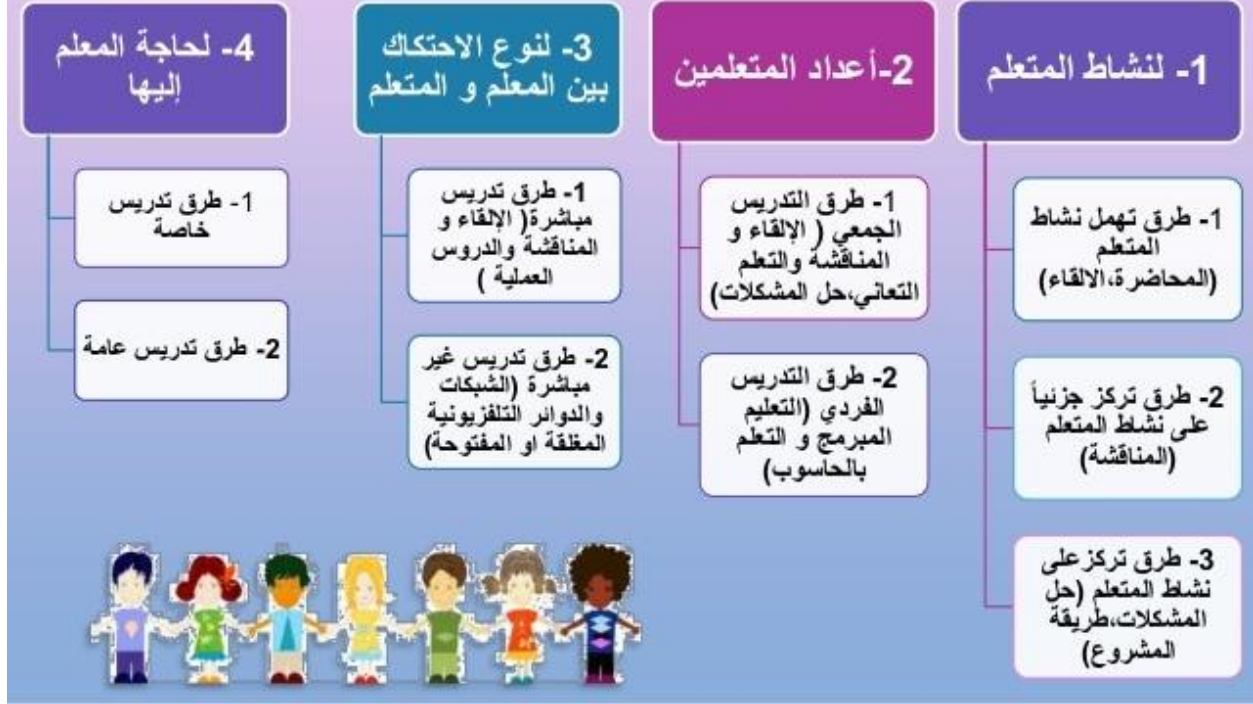 1- لنشاط المتعلم
1- طرق تهمل نشاط
المتعلم
(المحاضرة،الالقاء)
2- طرق تركز جزئياً
على نشاط المتعلم
(المناقشة)
3- طرق تركزعلى
نشاط المتعلم (حل
المشكلات،طريقة
المشروع)
2-أعداد المتعلمين
1- طرق التدريس
الجمعي ( الإلقاء و
المناقشة والتعلم
التعاني،حل المشكلات)
2- طرق التدريس
الفردي (التعليم
المبرمج و التعلم
بالحاسوب)
3- لنوع الاحتكاك
بين المعلم و المتعلم
1- طرق تدريس
مباشرة( الإلقاء و
المناقشة والدروس
العملية )
2- طرق تدريس غير
مباشرة (الشبكات
والدوائر التلفزيونية
المغلقة او المفتوحة)
4- لحاجة المعلم
إليها
1- طرق تدريس
خاصة
2- طرق تدريس عامة